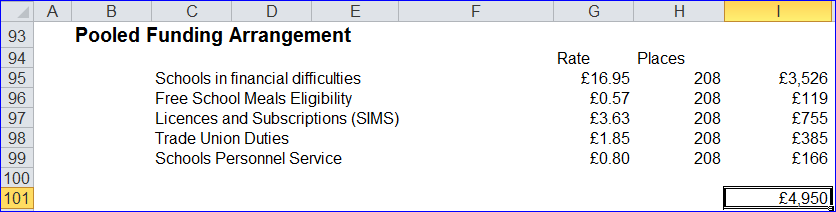 A B C D E F G H I
93 Pooled Funding Arrangement
94 Rate Places
95 Schools in financial difficulties £16.95 208 £3,526
96 Free School Meals Eligibility £0.57 208 £119
97 Licences and Subscriptions (SIMS) £3.63 208 £755
98 Trade Union Duties £1.85 208 £385
99 Schools Personnel Service £0.80 208 £166
100
101 £4,950